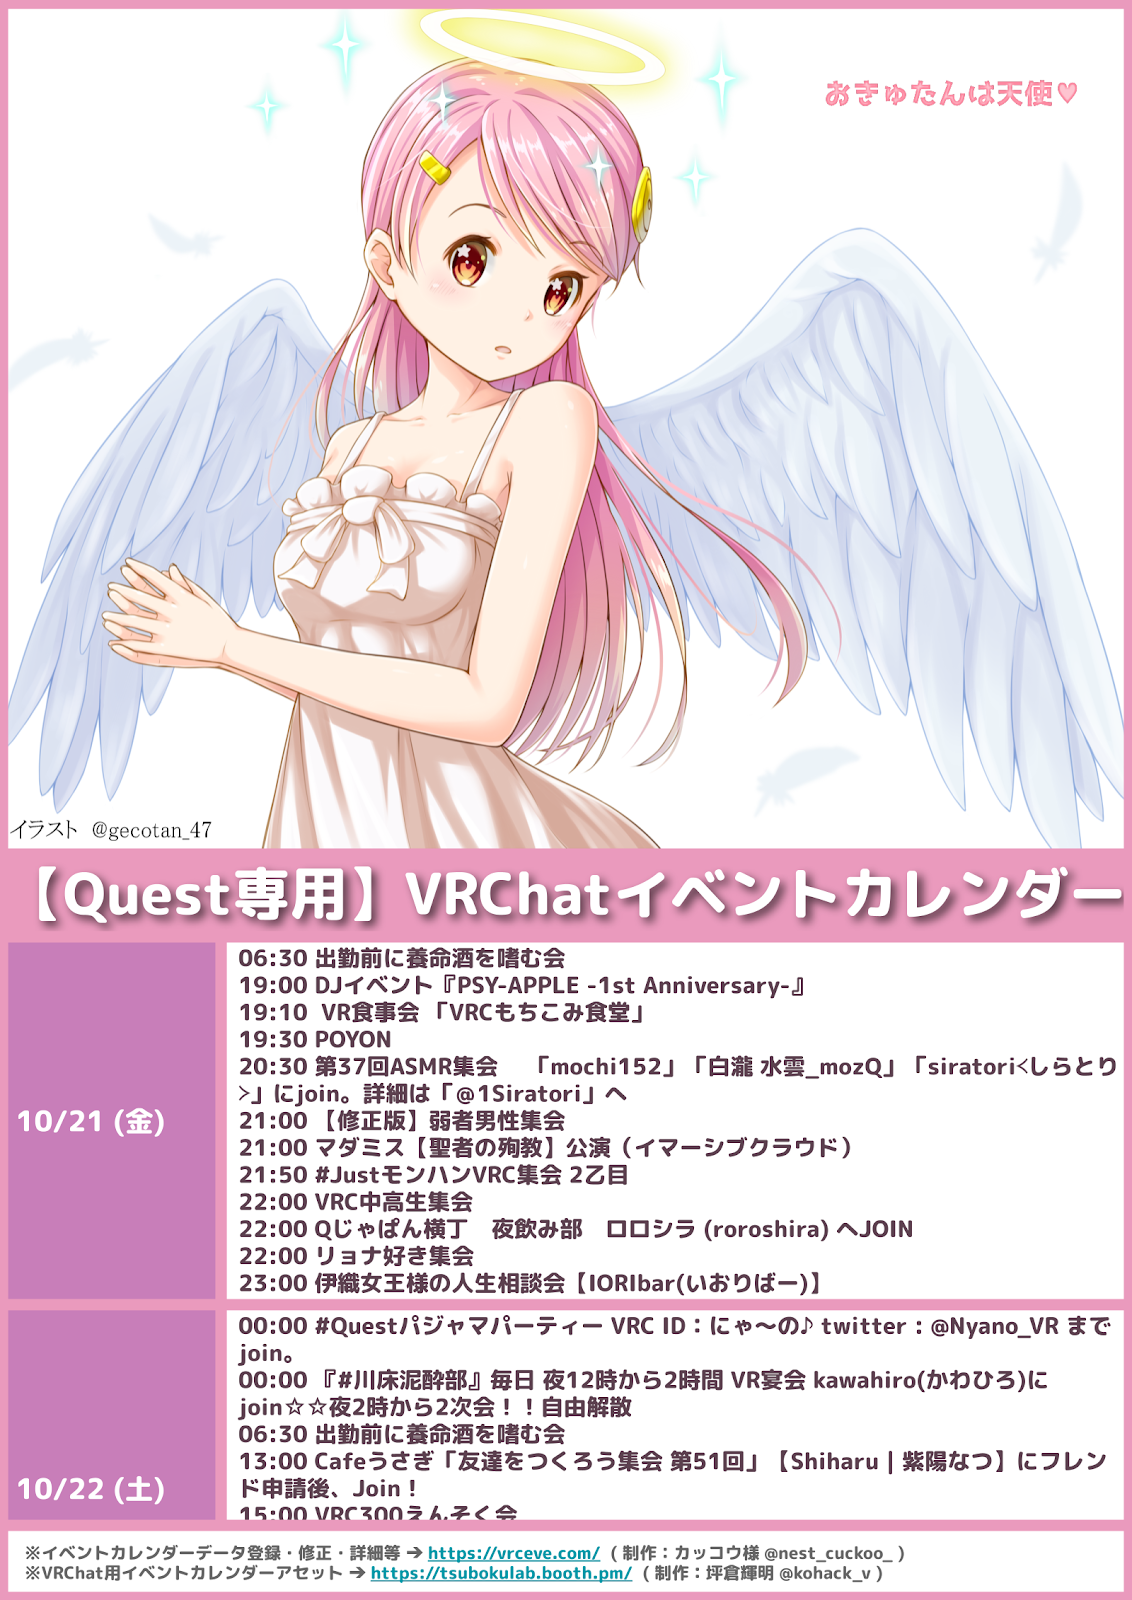 おきゅたんは天使♥
イラスト @gecotan_47
【Quest専用】VRChatイベントカレンダー
10/21 (金)
06:30 出勤前に養命酒を嗜む会
19:00 DJイベント『PSY-APPLE -1st Anniversary-』
19:10 VR食事会 「VRCもちこみ食堂」
19:30 POYON
20:30 第37回ASMR集会 「mochi152」「白瀧 水雲_mozQ」「siratori<しらとり
>」にjoin。詳細は「@1Siratori」へ
21:00 【修正版】弱者男性集会
21:00 マダミス【聖者の殉教】公演（イマーシブクラウド）
21:50 #JustモンハンVRC集会 2乙目
22:00 VRC中高生集会
22:00 Qじゃぱん横丁 夜飲み部 ロロシラ (roroshira) へJOIN
22:00 リョナ好き集会
23:00 伊織女王様の人生相談会【IORIbar(いおりばー)】
10/22 (土)
00:00 #Questパジャマパーティー VRC ID：にゃ～の♪ twitter：@Nyano_VR まで
join。
00:00 『#川床泥酔部』毎日 夜12時から2時間 VR宴会 kawahiro(かわひろ)に
join☆☆夜2時から2次会！！自由解散
06:30 出勤前に養命酒を嗜む会
13:00 Cafeうさぎ「友達をつくろう集会 第51回」【Shiharu | 紫陽なつ】にフレン
ド申請後、Join！
15:00 VRC300えんそく会
※イベントカレンダーデータ登録・修正・詳細等 ➔ https://vrceve.com/ ( 制作：カッコウ様 @nest_cuckoo_ )
※VRChat用イベントカレンダーアセット ➔ https://tsubokulab.booth.pm/ ( 制作：坪倉輝明 @kohack_v )